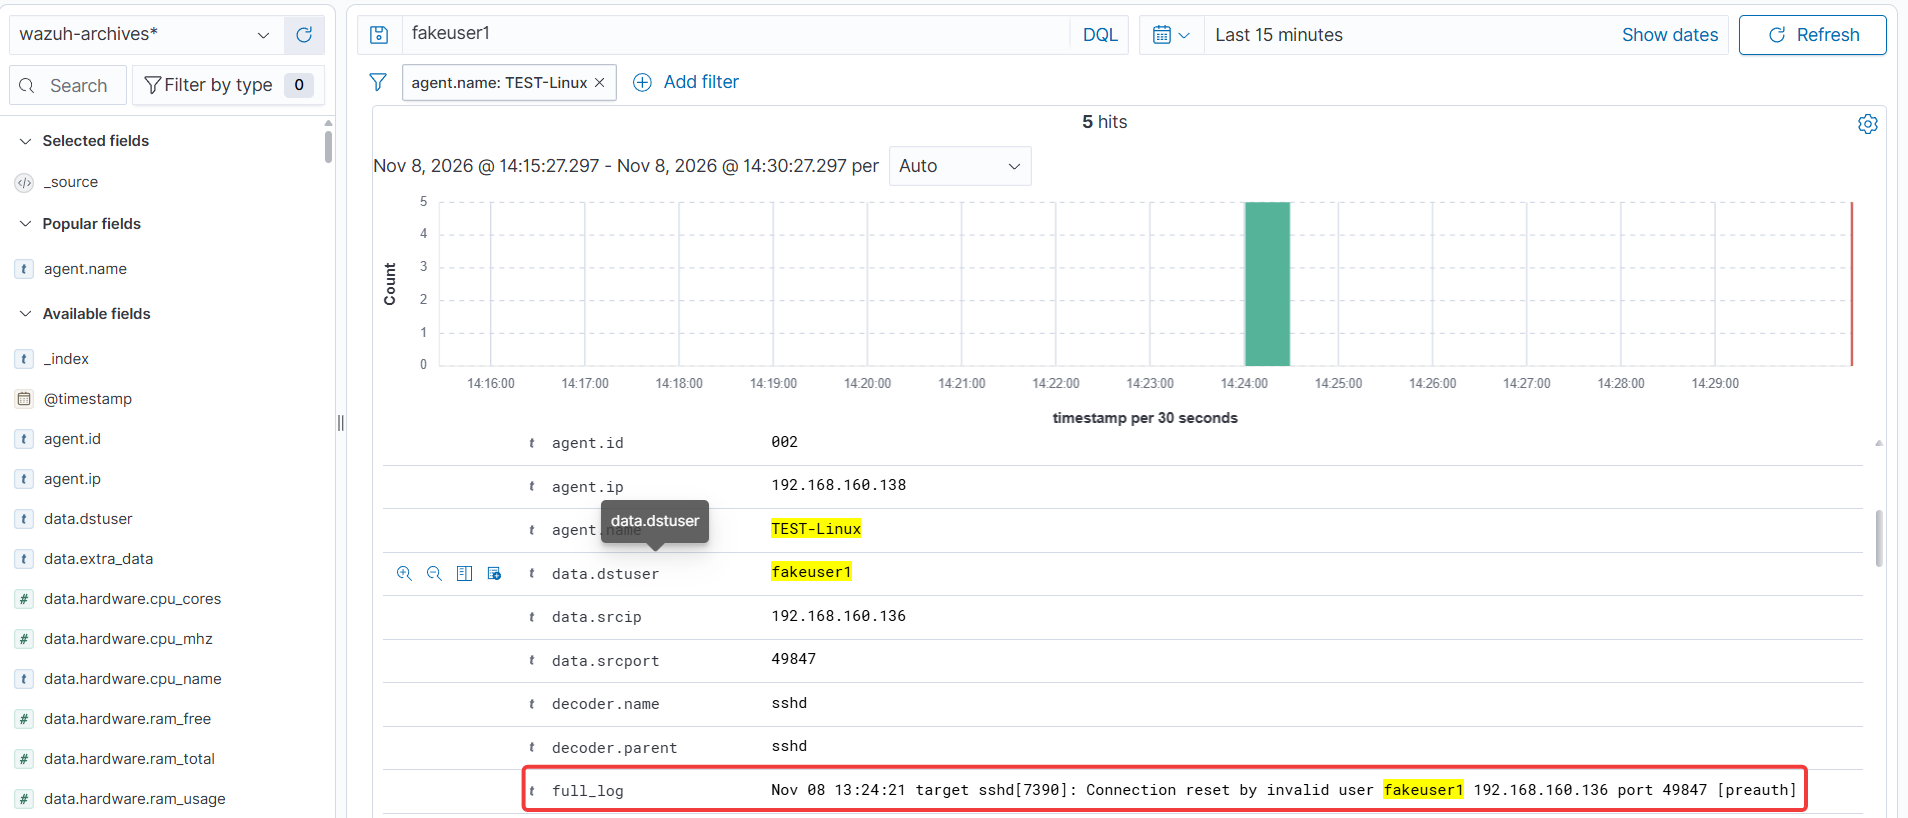 wazuh-archives*
Search
Filter by type 0
Selected fields
_source
Popular fields
t agent.name
Available fields
t _index
@timestamp
t agent.id
t agent.ip
t data.dstuser
t data.extra_data
# data.hardware.cpu_cores
# data.hardware.cpu_mhz
t data.hardware.cpu_name
# data.hardware.ram_free
# data.hardware.ram_total
# data.hardware.ram_usage
fakeuser1 DQL
Last 15 minutes Show dates
Refresh
agent.name: TEST-Linux × Add filter
5 hits
Nov 8, 2026 @ 14:15:27.297 - Nov 8, 2026 @ 14:30:27.297 per Auto
Count
5
4
3
2
1
0
14:16:00 14:17:00 14:18:00 14:19:00 14:20:00 14:21:00 14:22:00 14:23:00 14:24:00 14:25:00 14:26:00 14:27:00 14:28:00 14:29:00
timestamp per 30 seconds
t agent.id 002
t agent.ip 192.168.160.138
data.dstuser
t agent.name TEST-Linux
t data.dstuser fakeuser1
t data.srcip 192.168.160.136
t data.srcport 49847
t decoder.name sshd
t decoder.parent sshd
t full_log Nov 08 13:24:21 target sshd[7390]: Connection reset by invalid user fakeuser1 192.168.160.136 port 49847 [preauth]